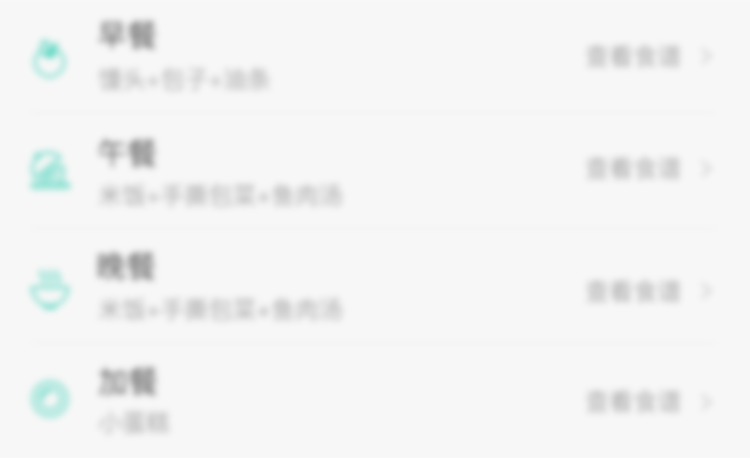 早餐
馒头+包子+油条
查看食谱
午餐
米饭+手撕包菜+鱼肉汤
查看食谱
晚餐
米饭+手撕包菜+鱼肉汤
查看食谱
加餐
小蛋糕
查看食谱